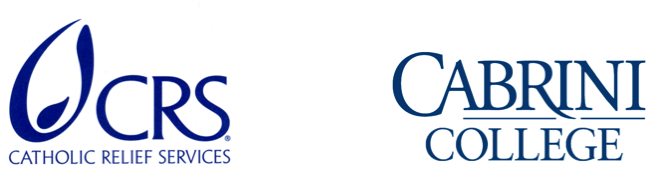 CRS®
CATHOLIC RELIEF SERVICES
CABRINI
COLLEGE